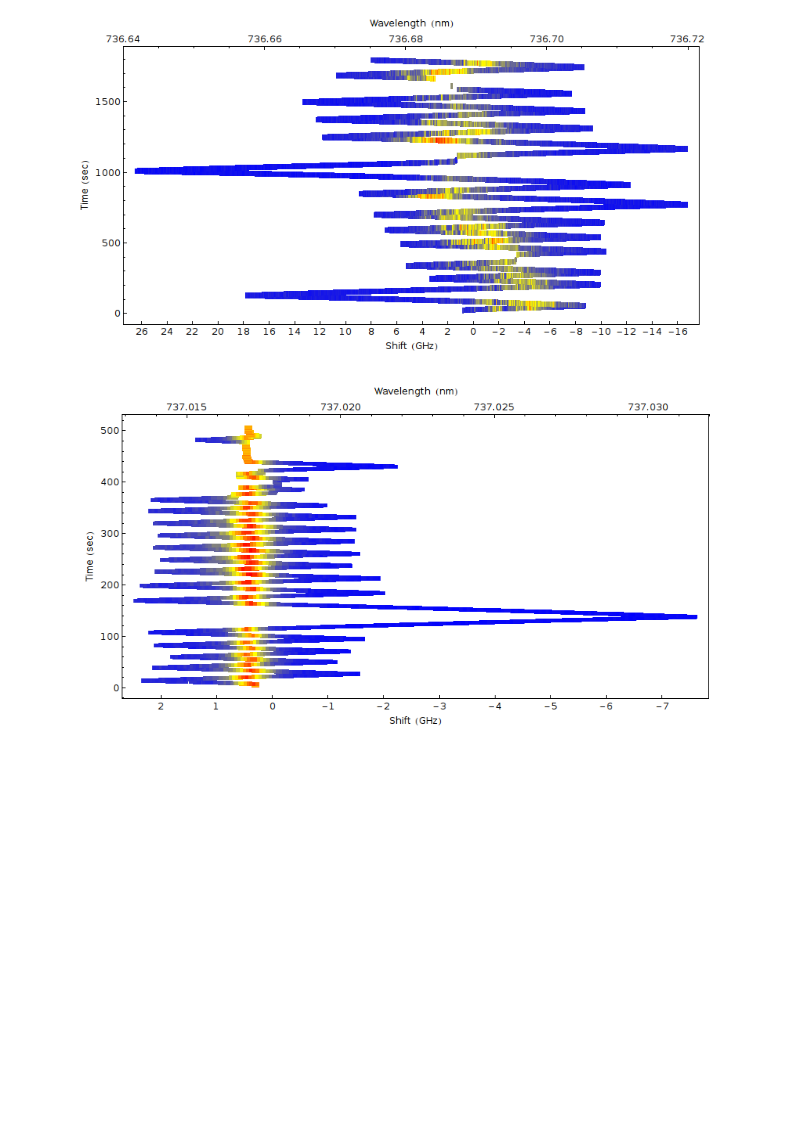 Wavelength (nm)
736.64 736.66 736.68 736.70 736.72
1500
1000
500
0
Time (sec)
26 24 22 20 18 16 14 12 10 8 6 4 2 0 −2 −4 −6 −8 −10 −12 −14 −16
Shift (GHz)
Wavelength (nm)
737.015 737.020 737.025 737.030
500
400
300
200
100
0
Time (sec)
2 1 0 −1 −2 −3 −4 −5 −6 −7
Shift (GHz)